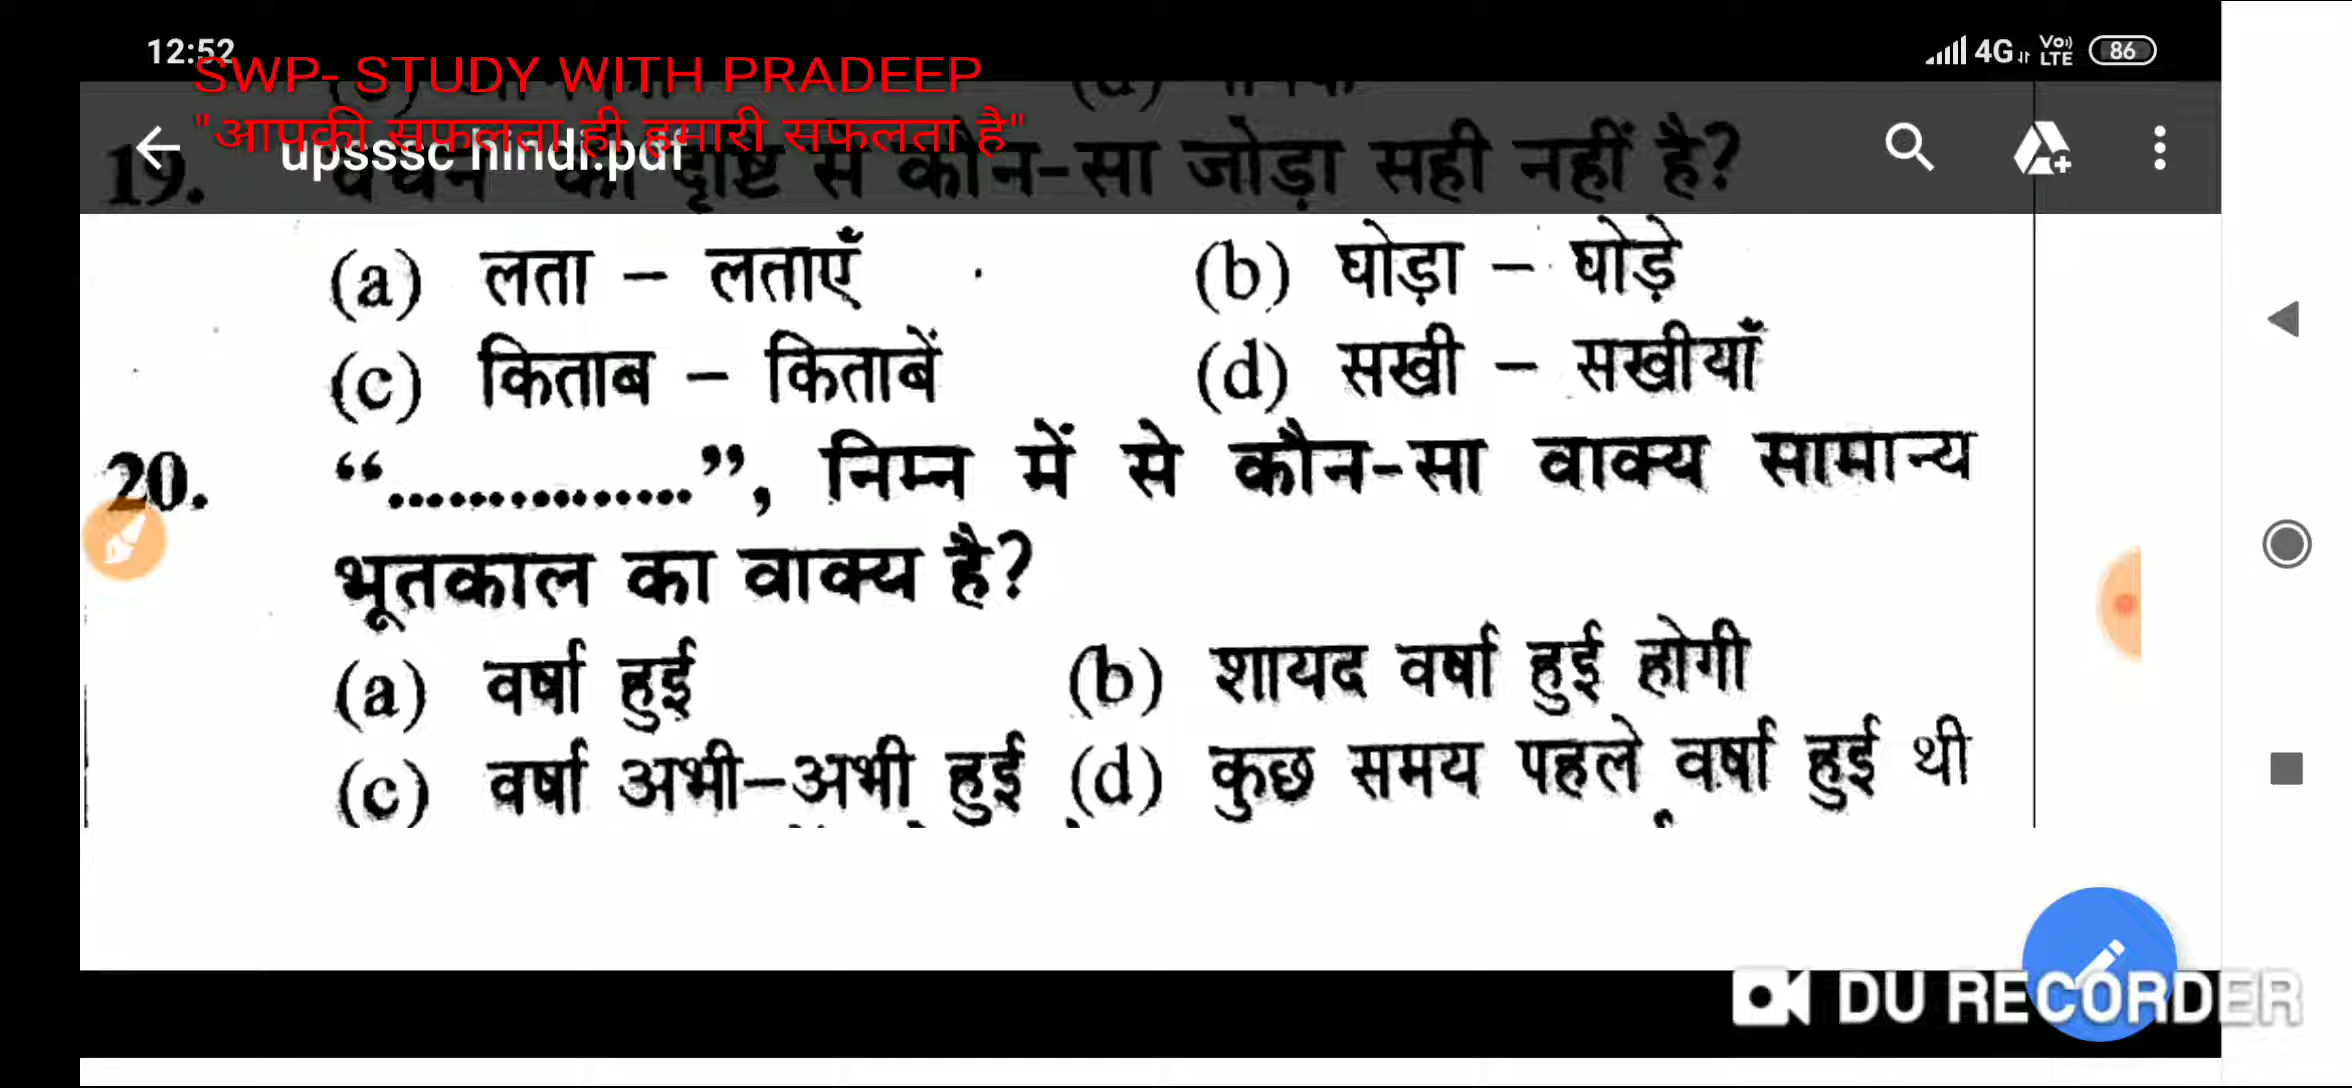 12:52
4G VoLTE 86
SWP- STUDY WITH PRADEEP
"आपकी सफलता ही हमारी सफलता है"
upsssc hindi.pdf
19. वचन की दृष्टि से कौन-सा जोड़ा सही नहीं है?
(a) लता – लताएँ (b) घोड़ा – घोड़े
(c) किताब – किताबें (d) सखी – सखीयाँ
20. “...............”, निम्न में से कौन-सा वाक्य सामान्य
भूतकाल का वाक्य है?
(a) वर्षा हुई (b) शायद वर्षा हुई होगी
(c) वर्षा अभी-अभी हुई (d) कुछ समय पहले वर्षा हुई थी
DU RECORDER